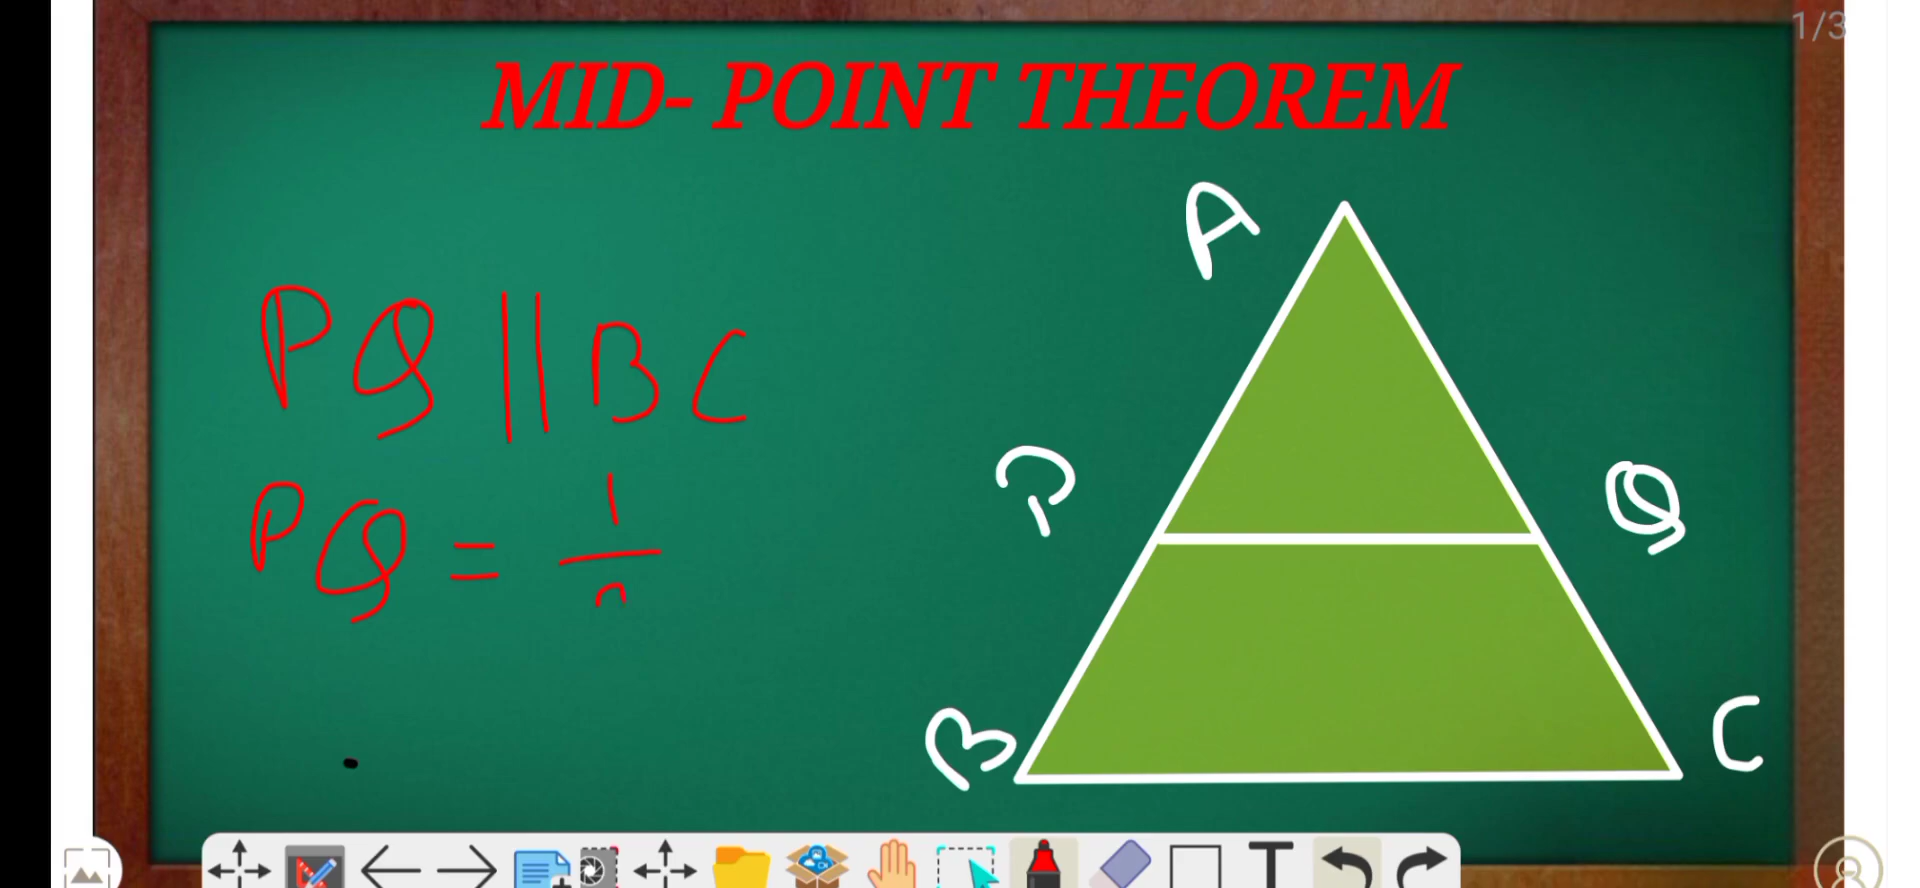 1/3
MID- POINT THEOREM
A
PQ || BC
P
Q
PQ = 1/
B
C
T